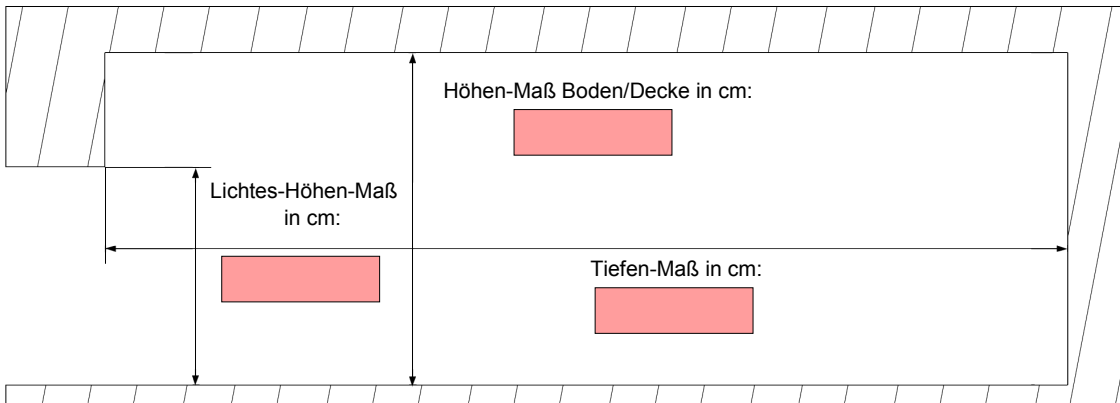 Höhen-Maß Boden/Decke in cm:
Lichtes-Höhen-Maß
in cm:
Tiefen-Maß in cm: